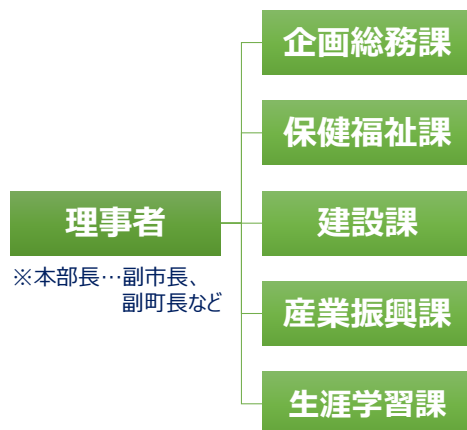 企画総務課
保健福祉課
理事者
※本部長…副市長、
副町長など
建設課
産業振興課
生涯学習課